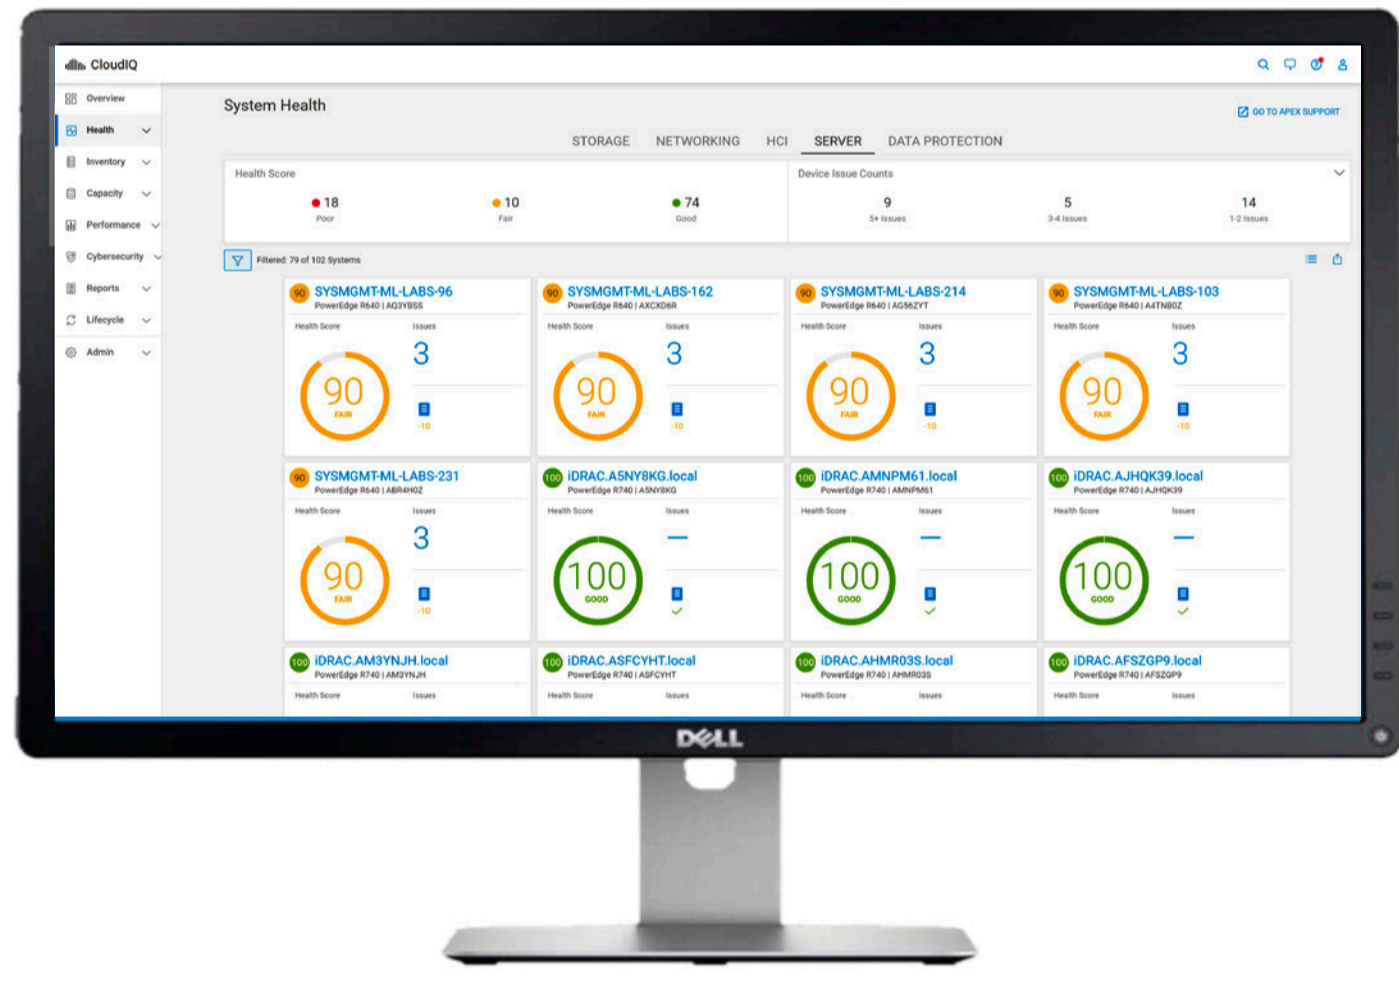 CloudIQ
Overview
Health
Inventory
Capacity
Performance
Cybersecurity
Reports
Lifecycle
Admin
System Health
GO TO APEX SUPPORT
STORAGE NETWORKING HCI SERVER DATA PROTECTION
Health Score
18 10 74
Poor Fair Good
Device Issue Counts
9 5 14
5+ Issues 3-4 Issues 1-2 Issues
Filtered: 79 of 102 Systems
90 SYSMGMT-ML-LABS-96
PowerEdge R640 | AQ3YBSS
Health Score Issues
3
90
FAIR
-10
90 SYSMGMT-ML-LABS-162
PowerEdge R640 | AXCXD6R
Health Score Issues
3
90
FAIR
-10
90 SYSMGMT-ML-LABS-214
PowerEdge R640 | AG56ZYT
Health Score Issues
3
90
FAIR
-10
90 SYSMGMT-ML-LABS-103
PowerEdge R640 | A4TNB0Z
Health Score Issues
3
90
FAIR
-10
90 SYSMGMT-ML-LABS-231
PowerEdge R640 | ABR4H0Z
Health Score Issues
3
90
FAIR
-10
100 iDRAC.A5NY8KG.local
PowerEdge R740 | A5NY8KG
Health Score Issues
—
100
GOOD
100 iDRAC.AMNPM61.local
PowerEdge R740 | AMNPM61
Health Score Issues
—
100
GOOD
100 iDRAC.AJHQK39.local
PowerEdge R740 | AJHQK39
Health Score Issues
—
100
GOOD
100 iDRAC.AM3YNJH.local
PowerEdge R740 | AM3YNJH
Health Score Issues
100 iDRAC.ASFCYHT.local
PowerEdge R740 | ASFCYHT
Health Score Issues
100 iDRAC.AHMR03S.local
PowerEdge R740 | AHMR03S
Health Score Issues
100 iDRAC.AFSZGP9.local
PowerEdge R740 | AFSZGP9
Health Score Issues
DELL